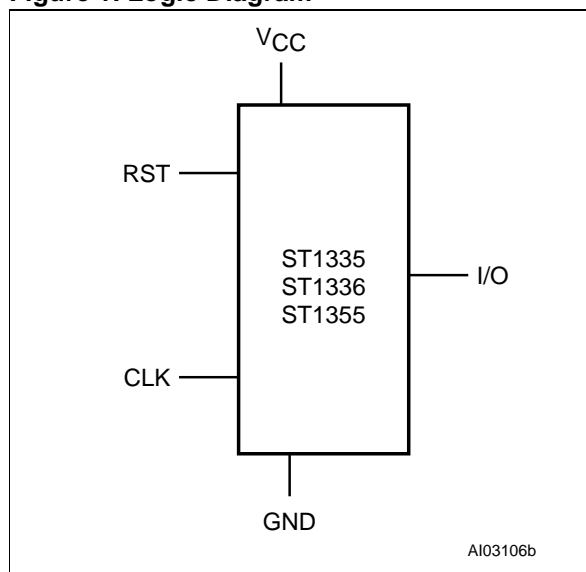 Figure 1. Logic Diagram
VCC
RST
ST1335
ST1336
ST1355
I/O
CLK
GND
AI03106b